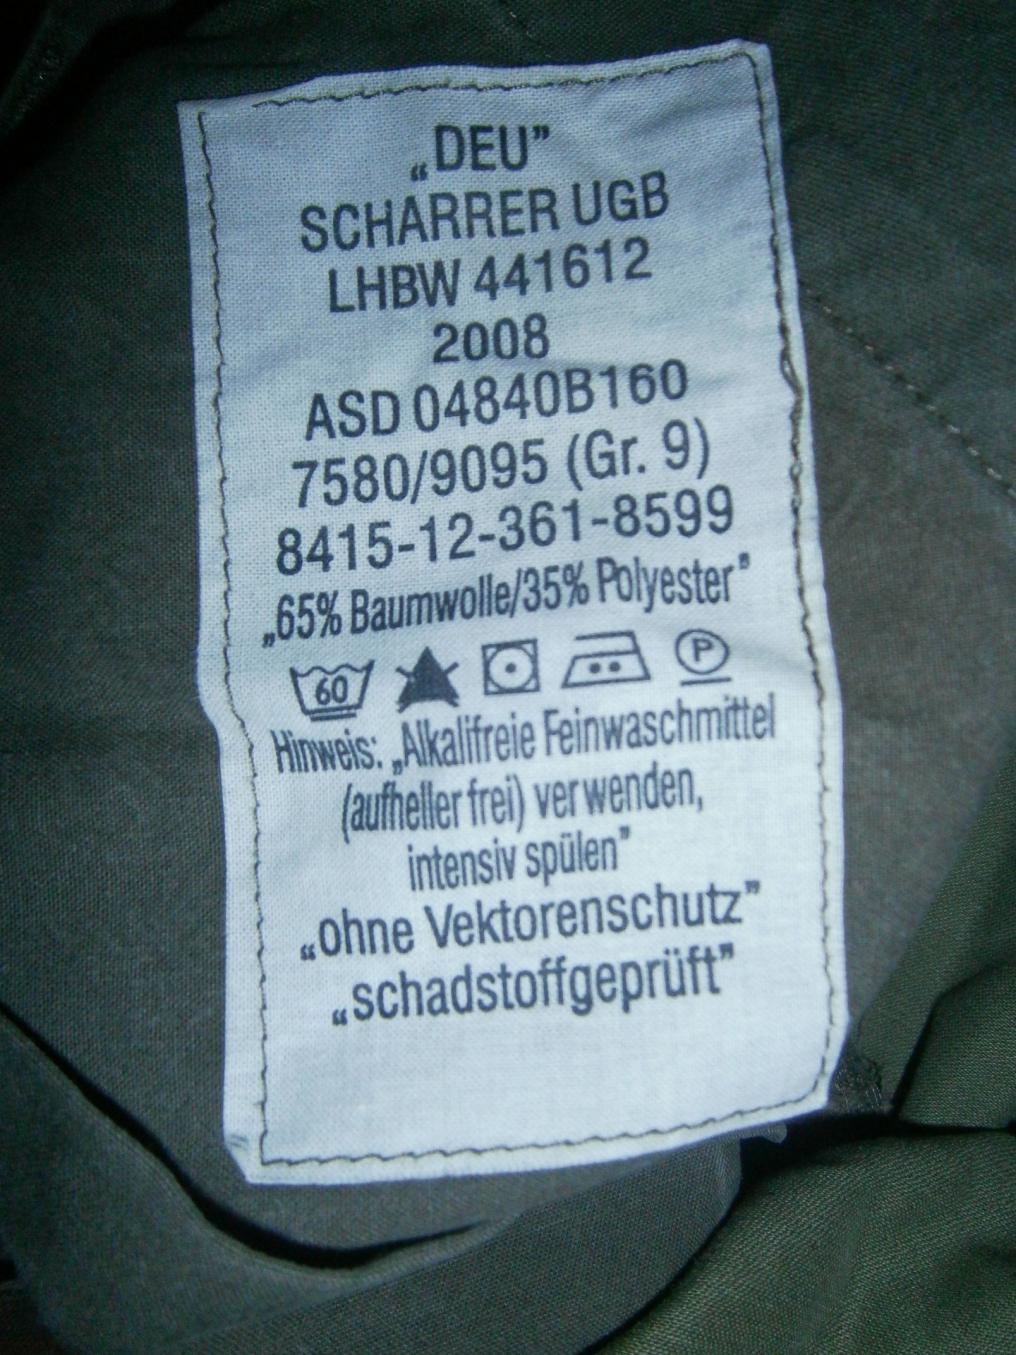 „DEU”
SCHARRER UGB
LHBW 441612
2008
ASD 04840B160
7580/9095 (Gr. 9)
8415-12-361-8599
„65% Baumwolle/35% Polyester”
60 P
Hinweis: „Alkalifreie Feinwaschmittel
(aufheller frei) ver wenden,
intensiv spülen”
„ohne Vektorenschutz”
„schadstoffgeprüft”